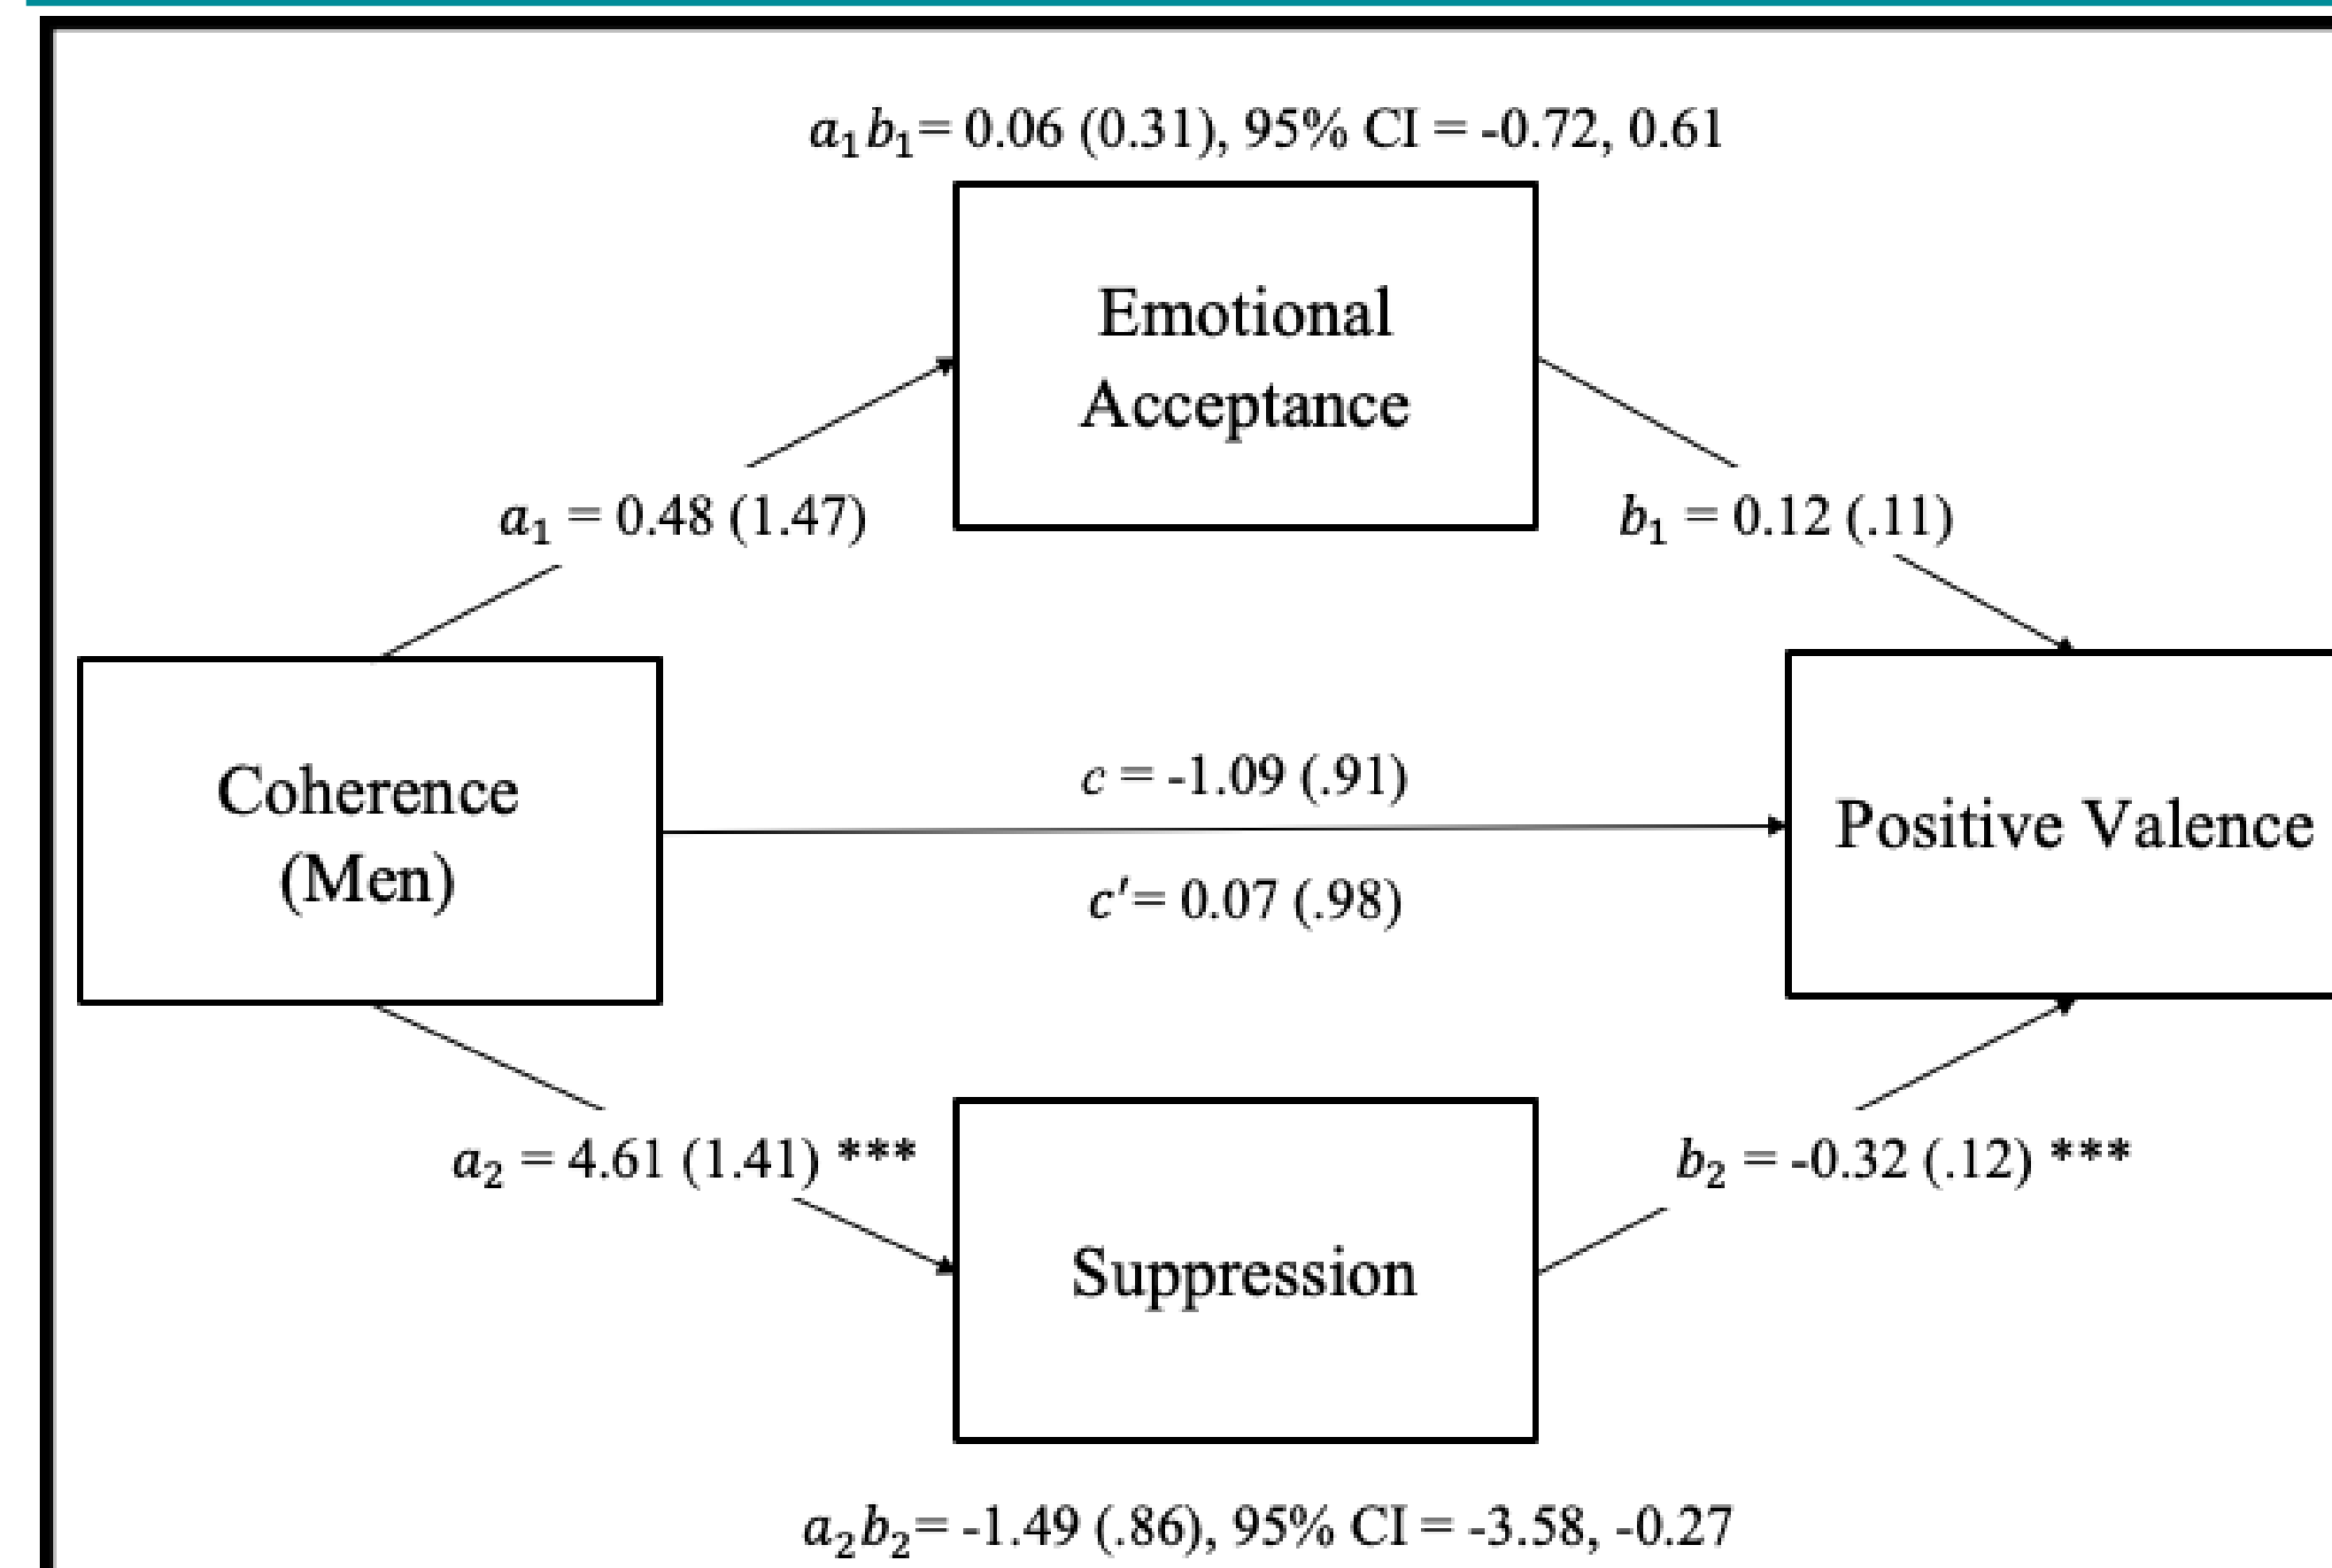 a₁b₁= 0.06 (0.31), 95% CI = -0.72, 0.61
Emotional
Acceptance
a₁ = 0.48 (1.47)
b₁ = 0.12 (.11)
Coherence
(Men)
c = -1.09 (.91)
c′= 0.07 (.98)
Positive Valence
a₂ = 4.61 (1.41) ***
b₂ = -0.32 (.12) ***
Suppression
a₂b₂= -1.49 (.86), 95% CI = -3.58, -0.27